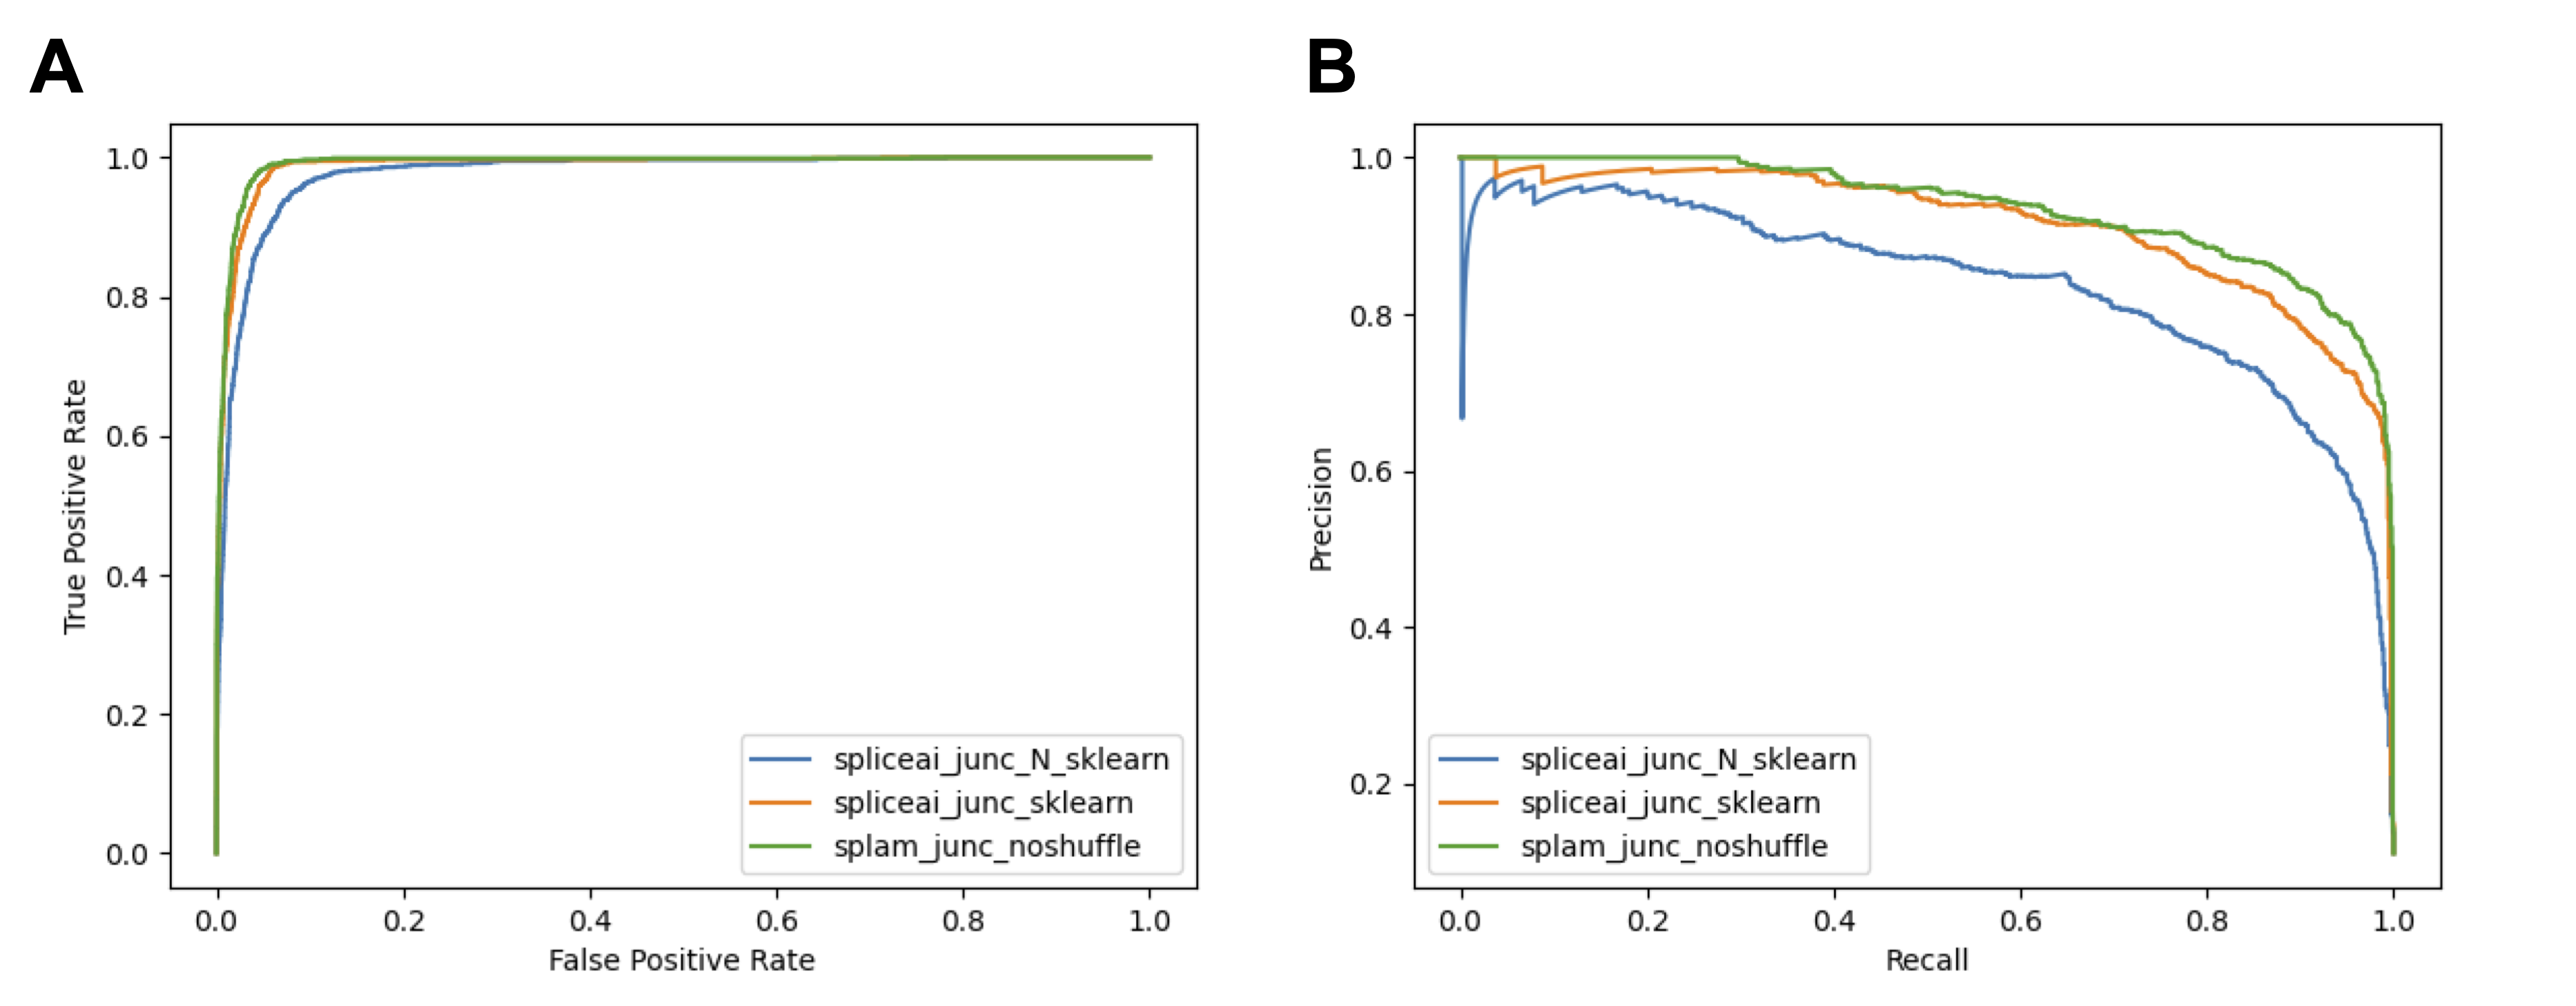 A
B
True Positive Rate
1.0
0.8
0.6
0.4
0.2
0.0
0.0 0.2 0.4 0.6 0.8 1.0
False Positive Rate
spliceai_junc_N_sklearn
spliceai_junc_sklearn
splam_junc_noshuffle
Precision
1.0
0.8
0.6
0.4
0.2
0.0 0.2 0.4 0.6 0.8 1.0
Recall
spliceai_junc_N_sklearn
spliceai_junc_sklearn
splam_junc_noshuffle